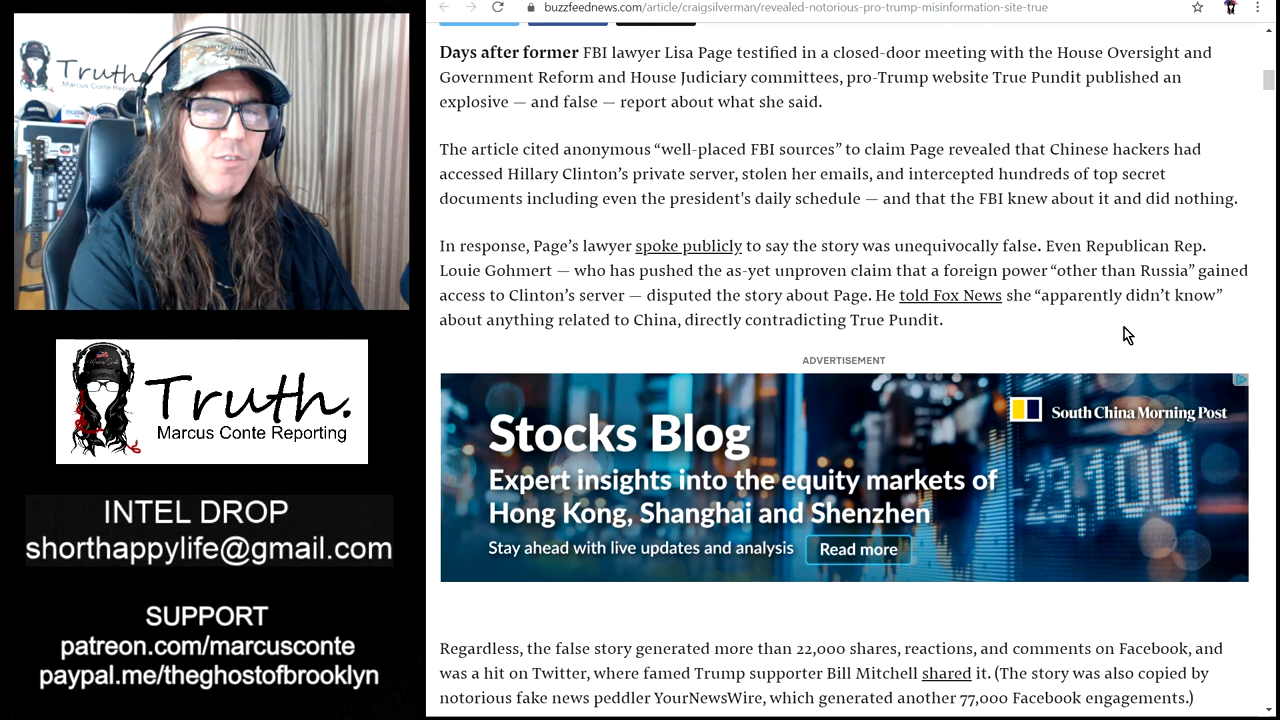 buzzfeednews.com/article/craigsilverman/revealed-notorious-pro-trump-misinformation-site-true
Truth.
Marcus Conte Reporting
Days after former FBI lawyer Lisa Page testified in a closed-door meeting with the House Oversight and
Government Reform and House Judiciary committees, pro-Trump website True Pundit published an
explosive — and false — report about what she said.
The article cited anonymous “well-placed FBI sources” to claim Page revealed that Chinese hackers had
accessed Hillary Clinton’s private server, stolen her emails, and intercepted hundreds of top secret
documents including even the president's daily schedule — and that the FBI knew about it and did nothing.
In response, Page’s lawyer spoke publicly to say the story was unequivocally false. Even Republican Rep.
Louie Gohmert — who has pushed the as-yet unproven claim that a foreign power “other than Russia” gained
access to Clinton’s server — disputed the story about Page. He told Fox News she “apparently didn’t know”
about anything related to China, directly contradicting True Pundit.
ADVERTISEMENT
South China Morning Post
Stocks Blog
Expert insights into the equity markets of
Hong Kong, Shanghai and Shenzhen
Stay ahead with live updates and analysis Read more
23,100
Regardless, the false story generated more than 22,000 shares, reactions, and comments on Facebook, and
was a hit on Twitter, where famed Trump supporter Bill Mitchell shared it. (The story was also copied by
notorious fake news peddler YourNewsWire, which generated another 77,000 Facebook engagements.)
Truth.
Marcus Conte Reporting
INTEL DROP
shorthappylife@gmail.com
SUPPORT
patreon.com/marcusconte
paypal.me/theghostofbrooklyn